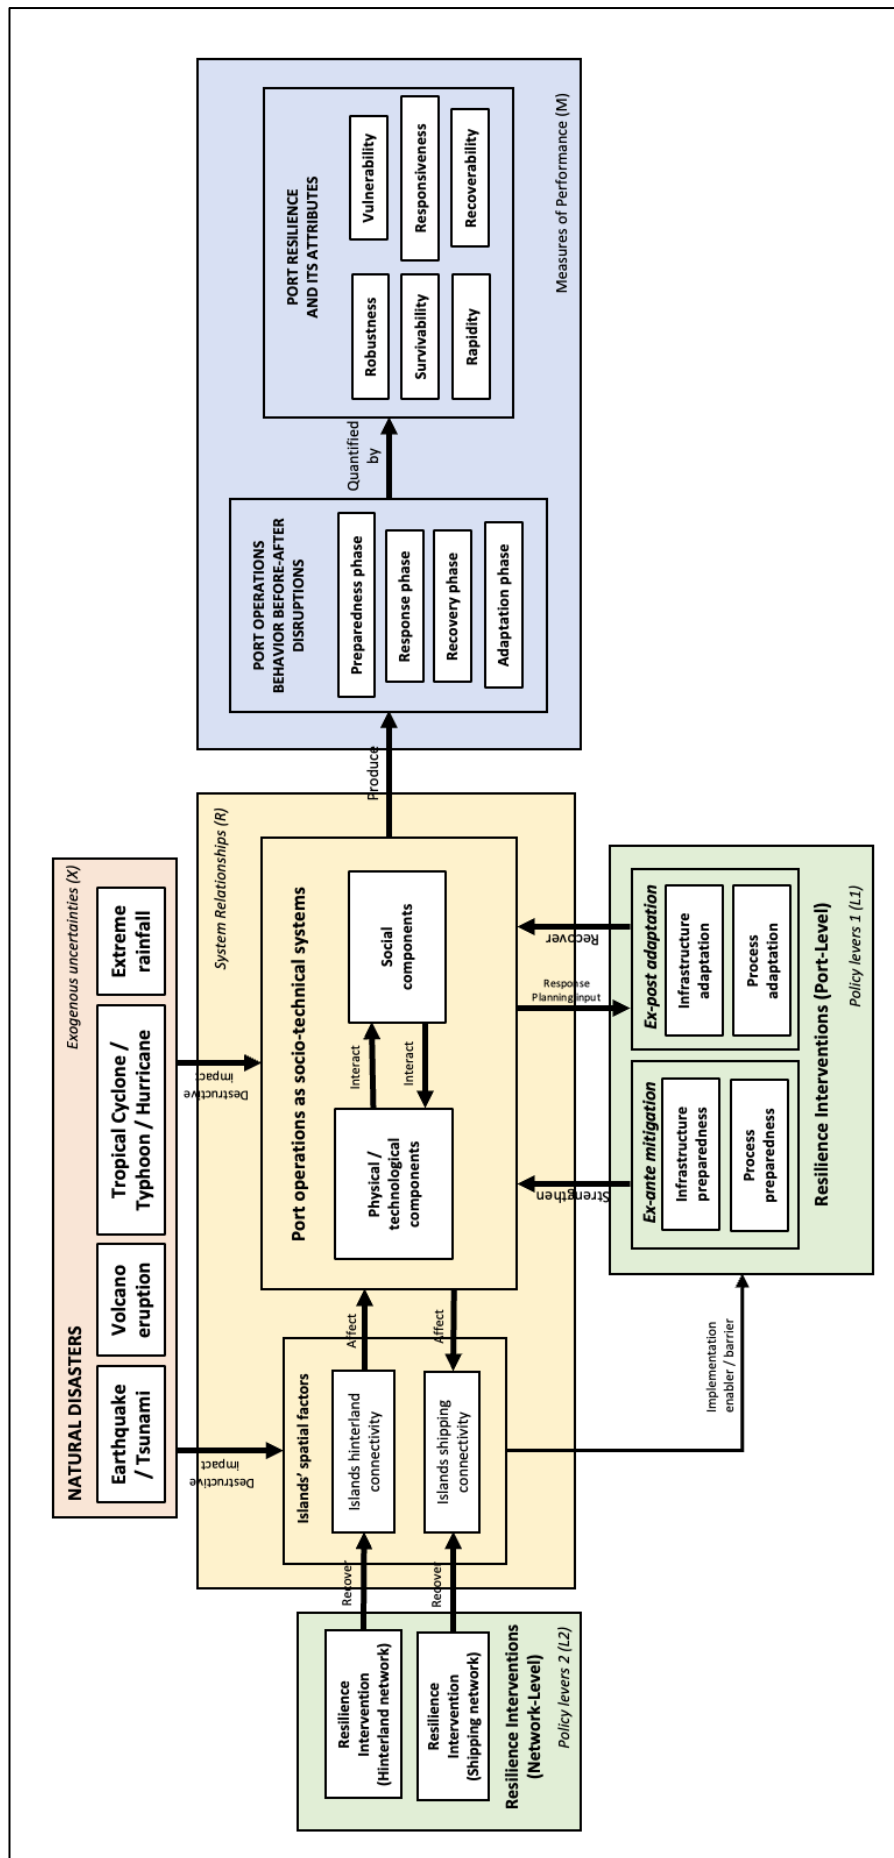 NATURAL DISASTERS
Exogenous uncertainties (X)
Earthquake
/ Tsunami
Volcano
eruption
Tropical Cyclone /
Typhoon / Hurricane
Extreme
rainfall
Destructive
impact
Destructive
impact
Resilience
Intervention
(Hinterland network)
Resilience
Intervention
(Shipping network)
Resilience Interventions
(Network-Level)
Policy levers 2 (L2)
Recover
Recover
System Relationships (R)
Islands' spatial factors
Islands hinterland
connectivity
Islands shipping
connectivity
Affect
Affect
Port operations as socio-technical systems
Physical /
technological
components
Interact
Interact
Social
components
Produce
PORT OPERATIONS
BEHAVIOR BEFORE-AFTER
DISRUPTIONS
Preparedness phase
Response phase
Recovery phase
Adaptation phase
Quantified
by
PORT RESILIENCE
AND ITS ATTRIBUTES
Robustness
Vulnerability
Survivability
Responsiveness
Rapidity
Recoverability
Measures of Performance (M)
Implementation
enabler / barrier
Strengthen
Response
Planning input
Recover
Ex-ante mitigation
Infrastructure
preparedness
Process
preparedness
Ex-post adaptation
Infrastructure
adaptation
Process
adaptation
Resilience Interventions (Port-Level)
Policy levers 1 (L1)